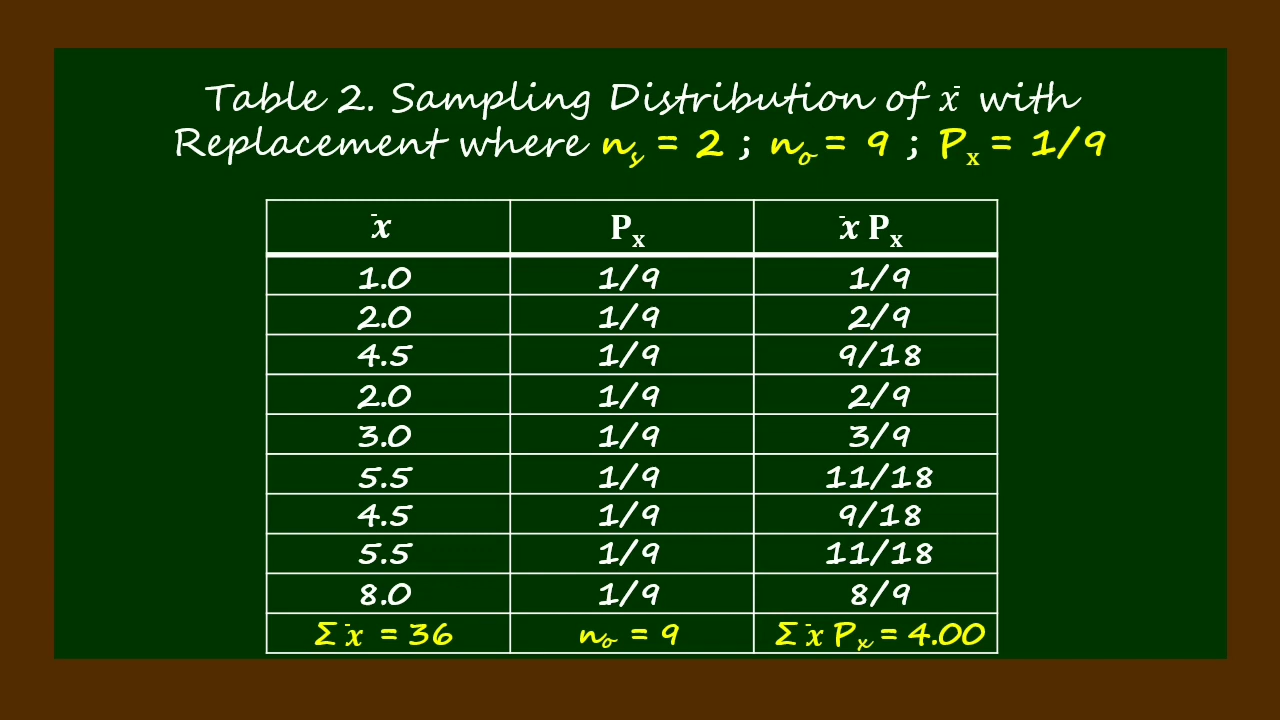 Table 2. Sampling Distribution of x̄ with
Replacement where nₛ = 2 ; nₒ = 9 ; Pₓ = 1/9
x̄ Pₓ x̄ Pₓ
1.0 1/9 1/9
2.0 1/9 2/9
4.5 1/9 9/18
2.0 1/9 2/9
3.0 1/9 3/9
5.5 1/9 11/18
4.5 1/9 9/18
5.5 1/9 11/18
8.0 1/9 8/9
Σ x̄ = 36 nₒ = 9 Σ x̄ Pₓ = 4.00